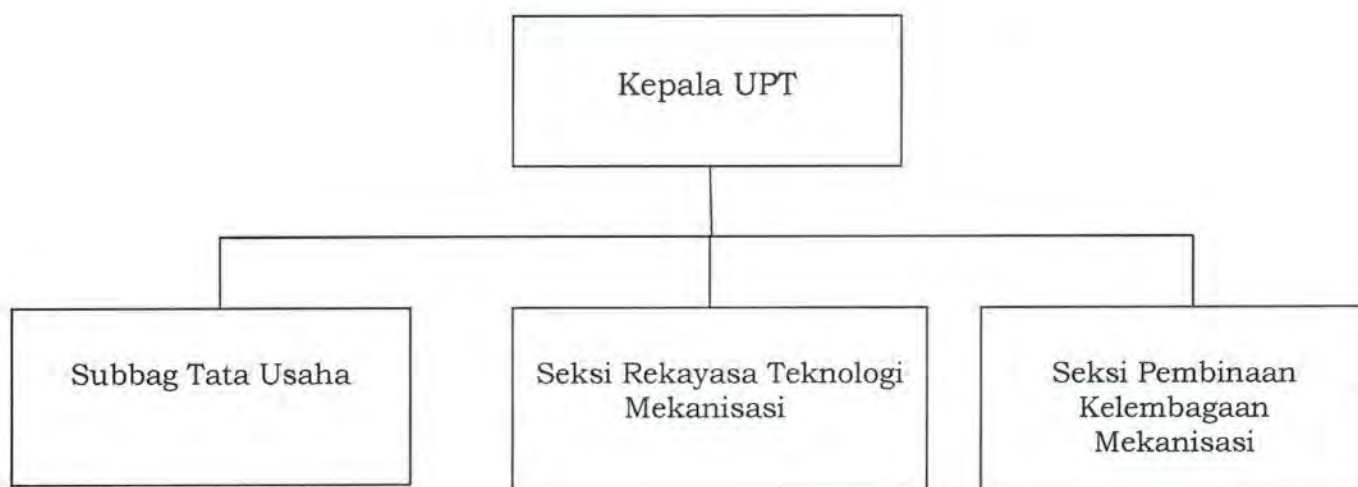 Kepala UPT
Subbag Tata Usaha
Seksi Rekayasa Teknologi
Mekanisasi
Seksi Pembinaan
Kelembagaan
Mekanisasi